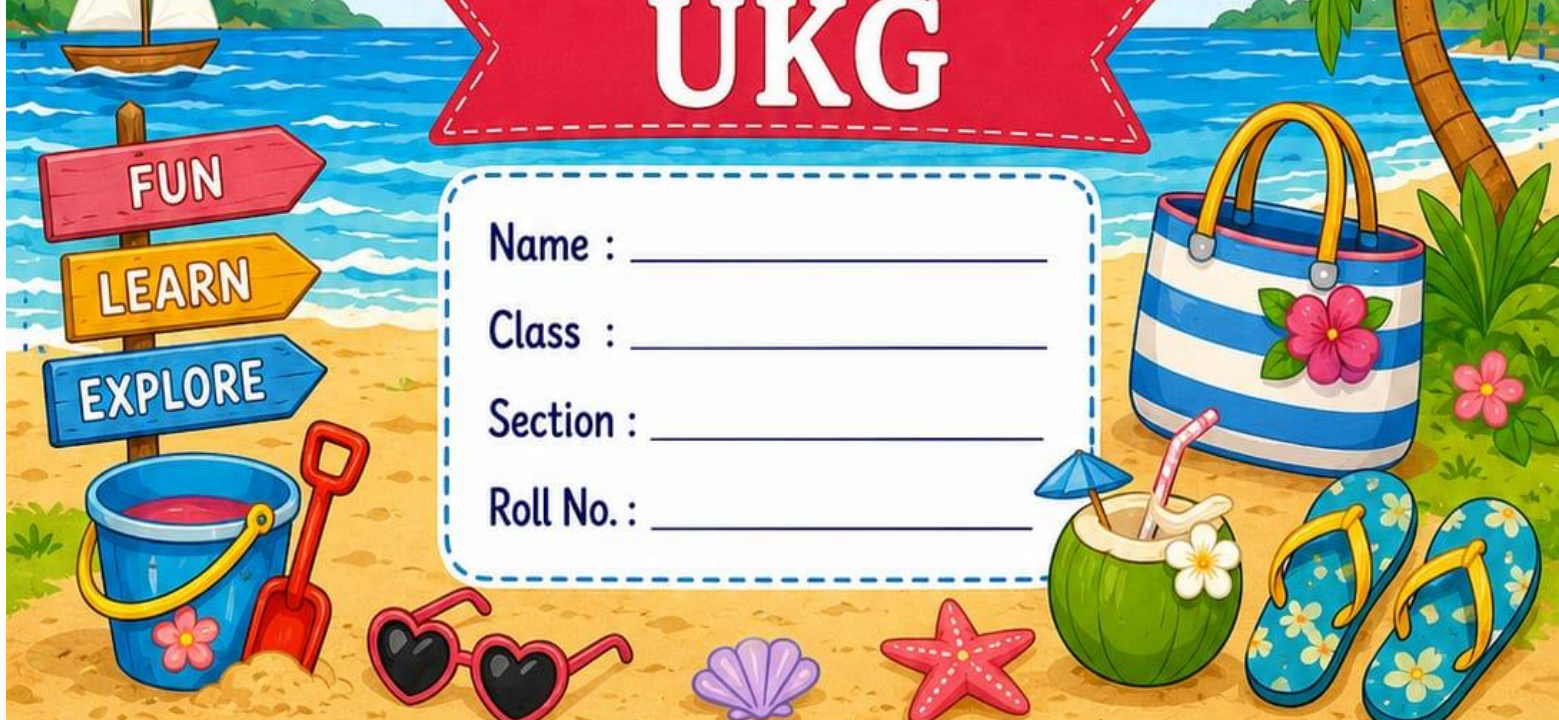 UKG
FUN
LEARN
EXPLORE
Name : 
Class : 
Section : 
Roll No. :